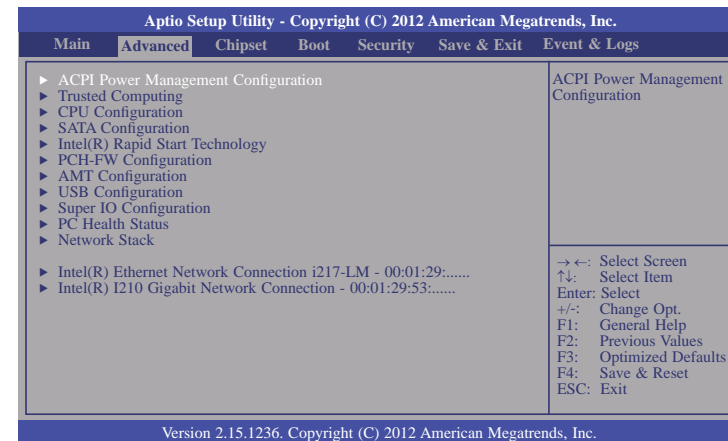 Aptio Setup Utility - Copyright (C) 2012 American Megatrends, Inc.
Main Advanced Chipset Boot Security Save & Exit Event & Logs
► ACPI Power Management Configuration
► Trusted Computing
► CPU Configuration
► SATA Configuration
► Intel(R) Rapid Start Technology
► PCH-FW Configuration
► AMT Configuration
► USB Configuration
► Super IO Configuration
► PC Health Status
► Network Stack
► Intel(R) Ethernet Network Connection i217-LM - 00:01:29:......
► Intel(R) I210 Gigabit Network Connection - 00:01:29:53:......
ACPI Power Management
Configuration
→←: Select Screen
↑↓: Select Item
Enter: Select
+/-: Change Opt.
F1: General Help
F2: Previous Values
F3: Optimized Defaults
F4: Save & Reset
ESC: Exit
Version 2.15.1236. Copyright (C) 2012 American Megatrends, Inc.